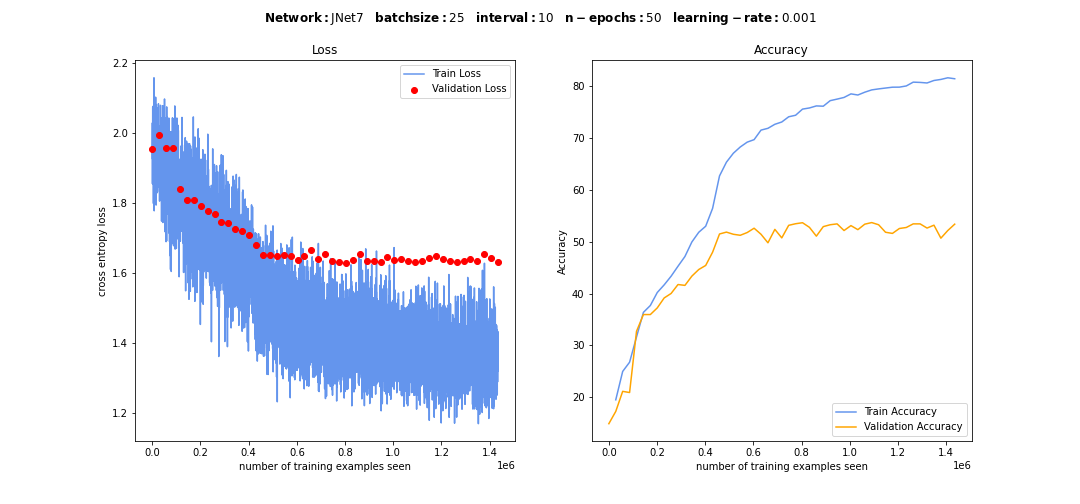 Network: JNet7 batchsize: 25 interval: 10 n − epochs: 50 learning − rate: 0.001
Loss
Accuracy
2.2
2.0
1.8
1.6
1.4
1.2
cross entropy loss
Train Loss
Validation Loss
0.0 0.2 0.4 0.6 0.8 1.0 1.2 1.4
1e6
number of training examples seen
80
70
60
50
40
30
20
Accuracy
Train Accuracy
Validation Accuracy
0.0 0.2 0.4 0.6 0.8 1.0 1.2 1.4
1e6
number of training examples seen